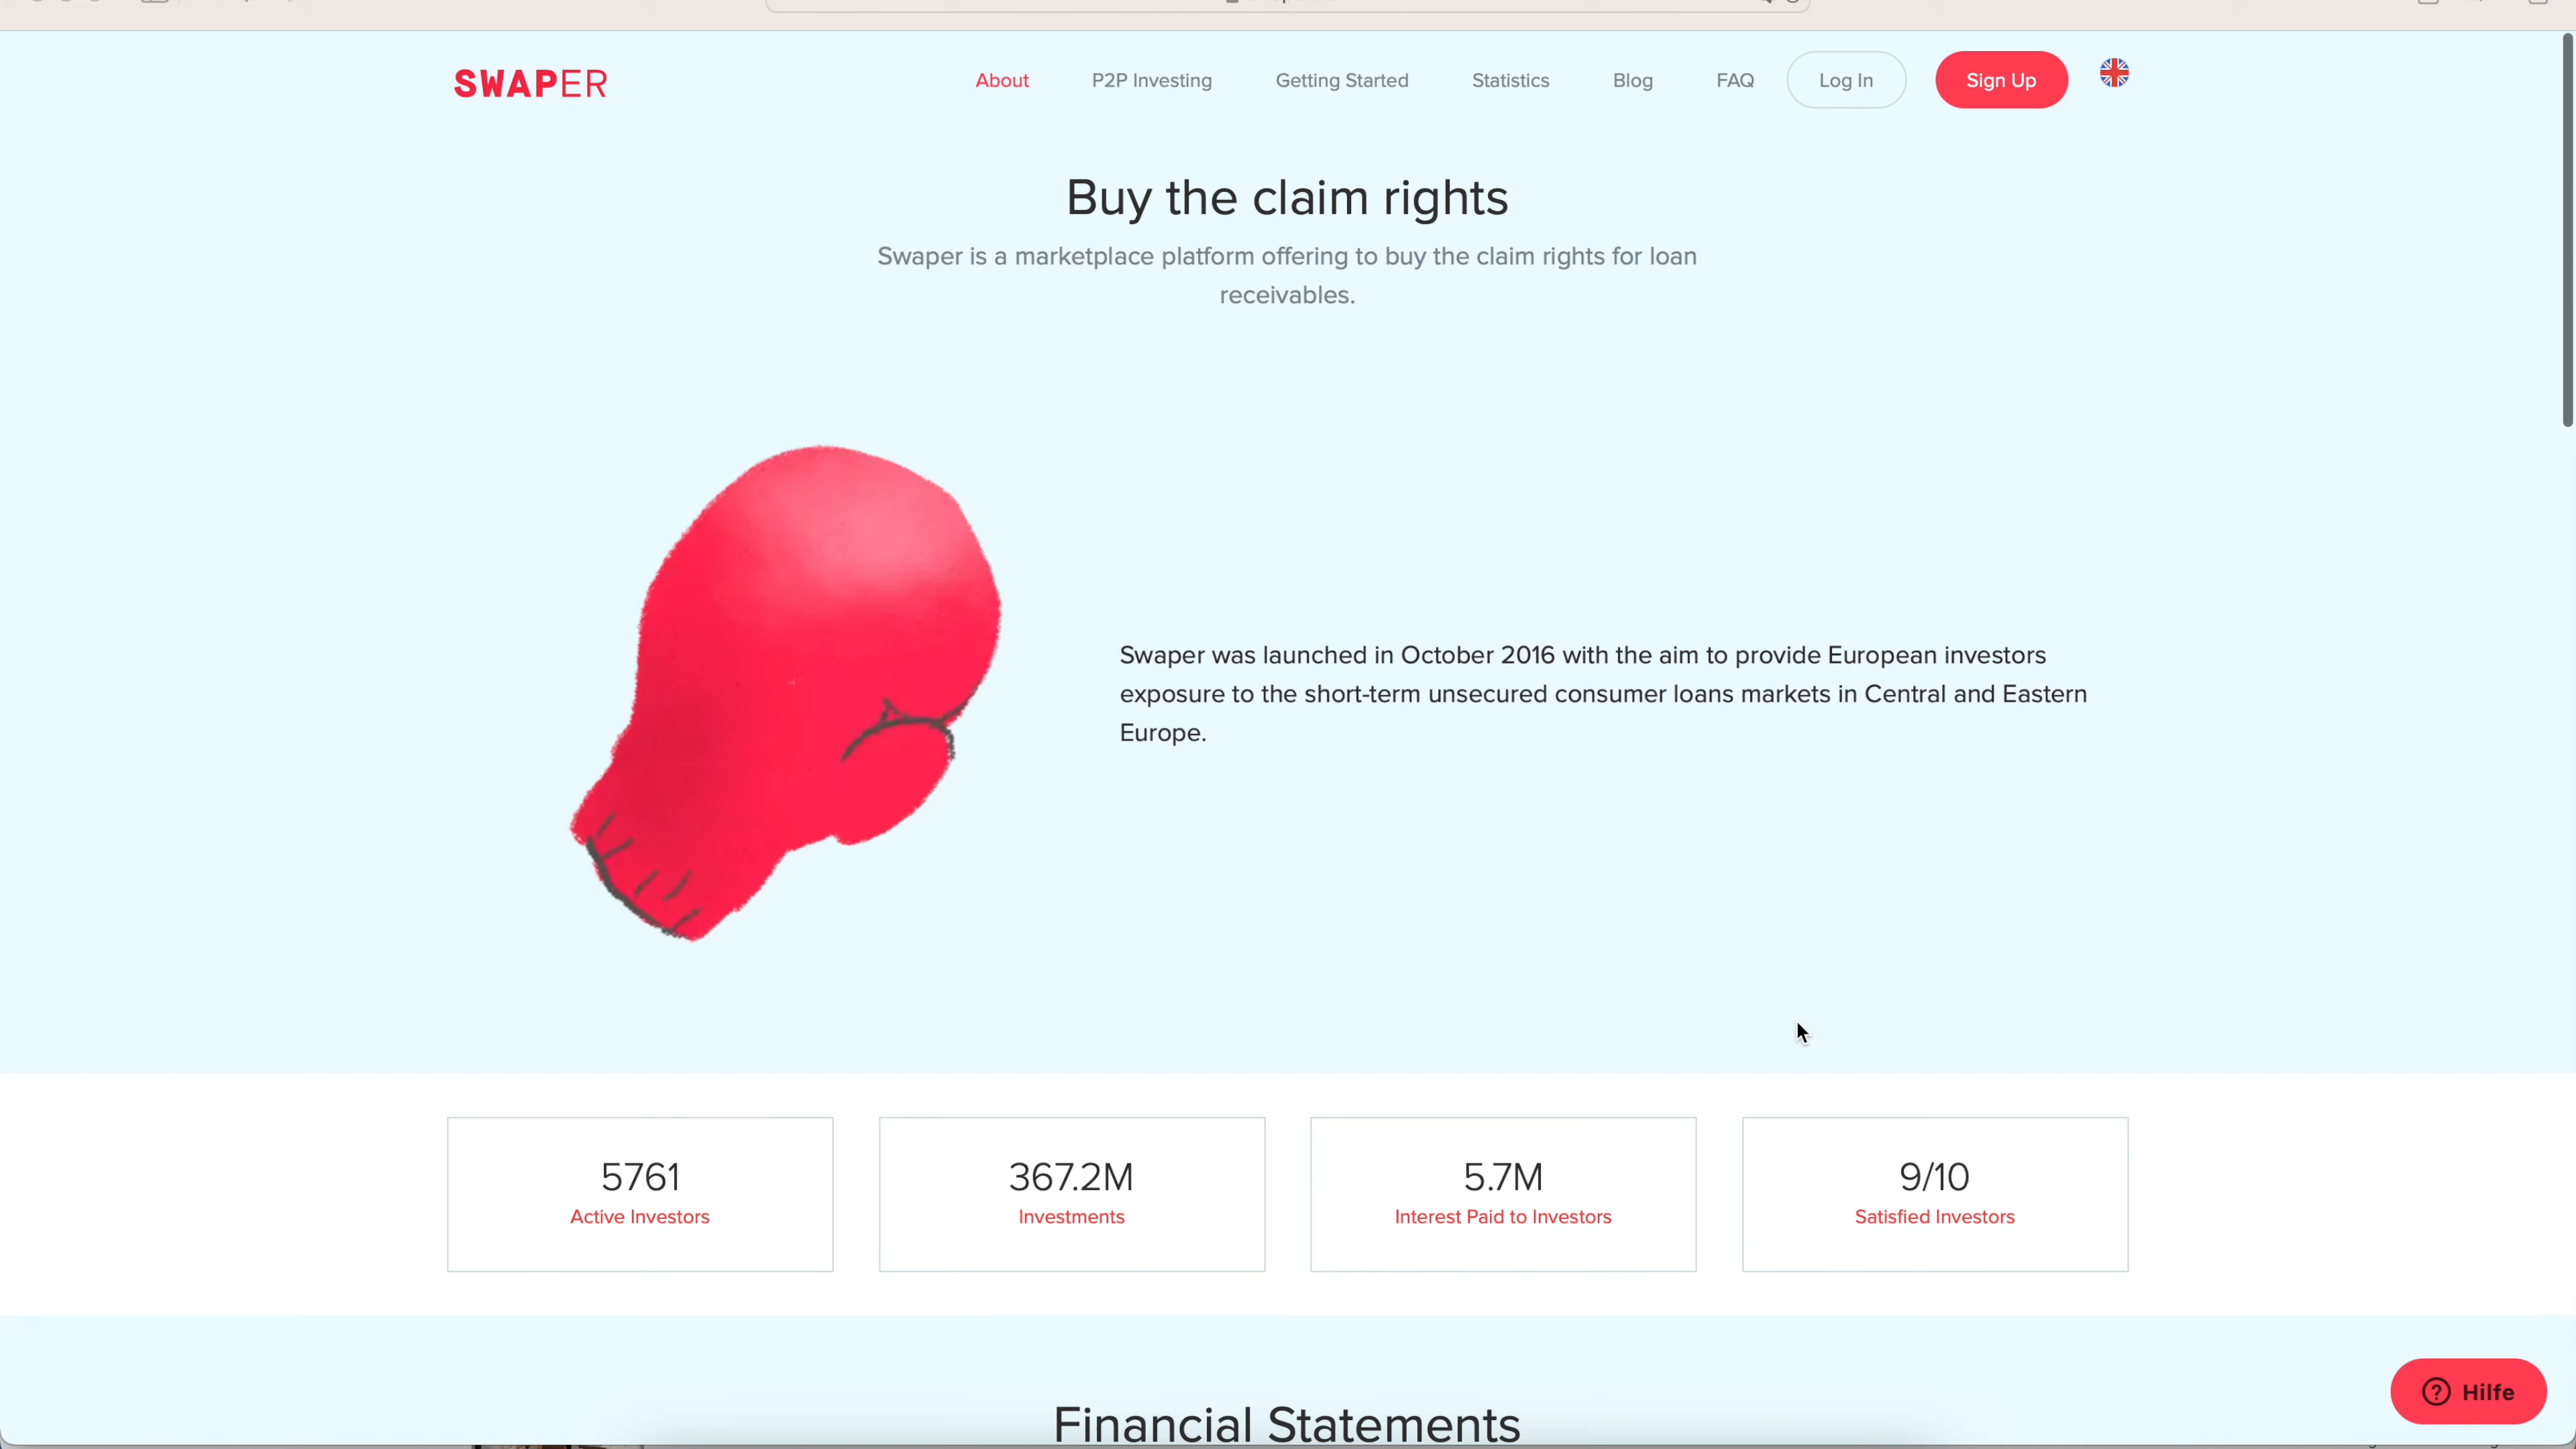 SWAPER
About
P2P Investing
Getting Started
Statistics
Blog
FAQ
Log In
Sign Up
Buy the claim rights
Swaper is a marketplace platform offering to buy the claim rights for loan
receivables.
Swaper was launched in October 2016 with the aim to provide European investors
exposure to the short-term unsecured consumer loans markets in Central and Eastern
Europe.
5761
Active Investors
367.2M
Investments
5.7M
Interest Paid to Investors
9/10
Satisfied Investors
Financial Statements
Hilfe